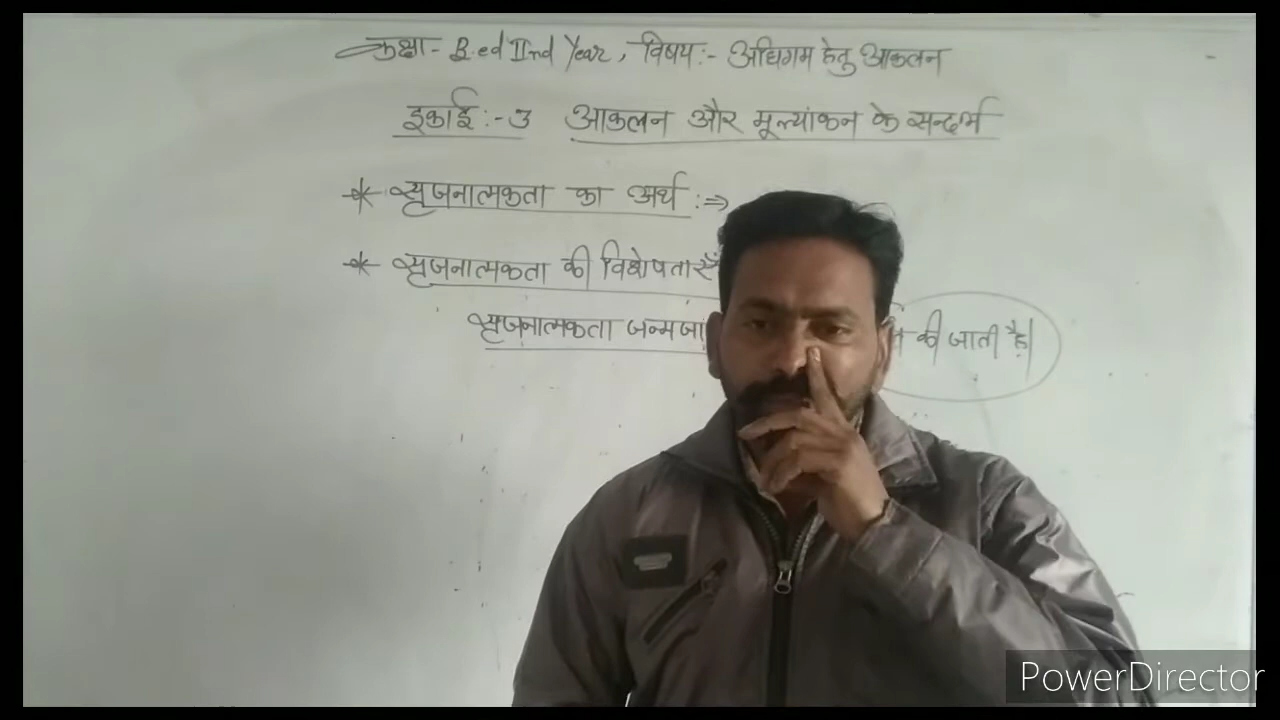 कक्षा- B.ed IInd Year, विषय:- अधिगम हेतु आकलन
इकाई:-3 आकलन और मूल्यांकन के सन्दर्भ
* सृजनात्मकता का अर्थ :⇒
* सृजनात्मकता की विशेषताएँ
सृजनात्मकता जन्मजा की जाती है।
PowerDirector